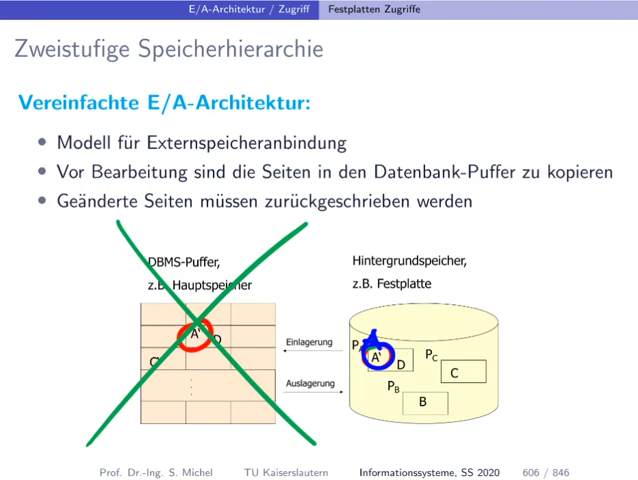 E/A-Architektur / Zugriff Festplatten Zugriffe
Zweistufige Speicherhierarchie
Vereinfachte E/A-Architektur:
• Modell für Externspeicheranbindung
• Vor Bearbeitung sind die Seiten in den Datenbank-Puffer zu kopieren
• Geänderte Seiten müssen zurückgeschrieben werden
DBMS-Puffer,
z.B. Hauptspeicher
Hintergrundspeicher,
z.B. Festplatte
A'
D
C'
Einlagerung
Auslagerung
A'
D
PC
C
PB
B
Prof. Dr.-Ing. S. Michel TU Kaiserslautern Informationssysteme, SS 2020 606 / 846